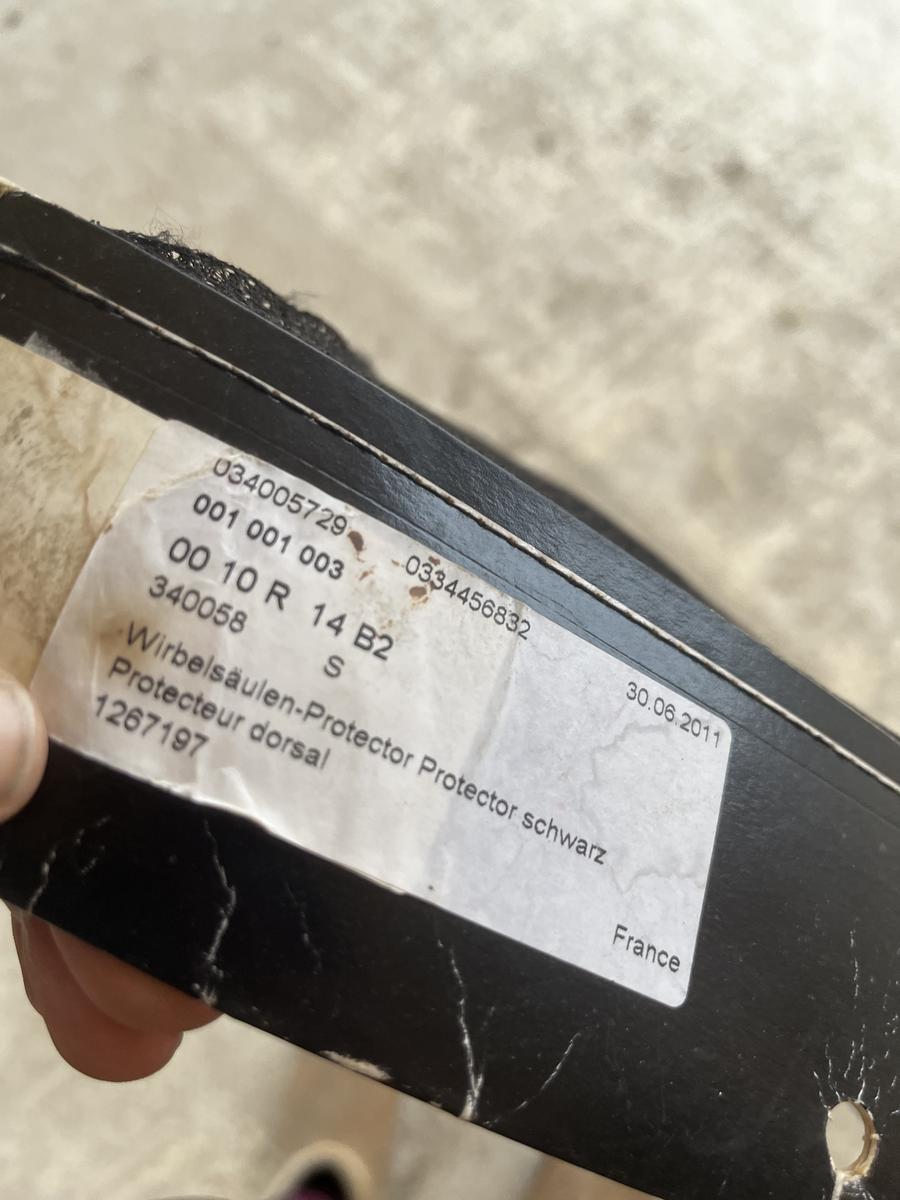 034005729 0334456832
001 001 003
00 10 R 14 B2 30.06.2011
340058 S
Wirbelsäulen-Protector Protector schwarz
Protecteur dorsal
1267197 France